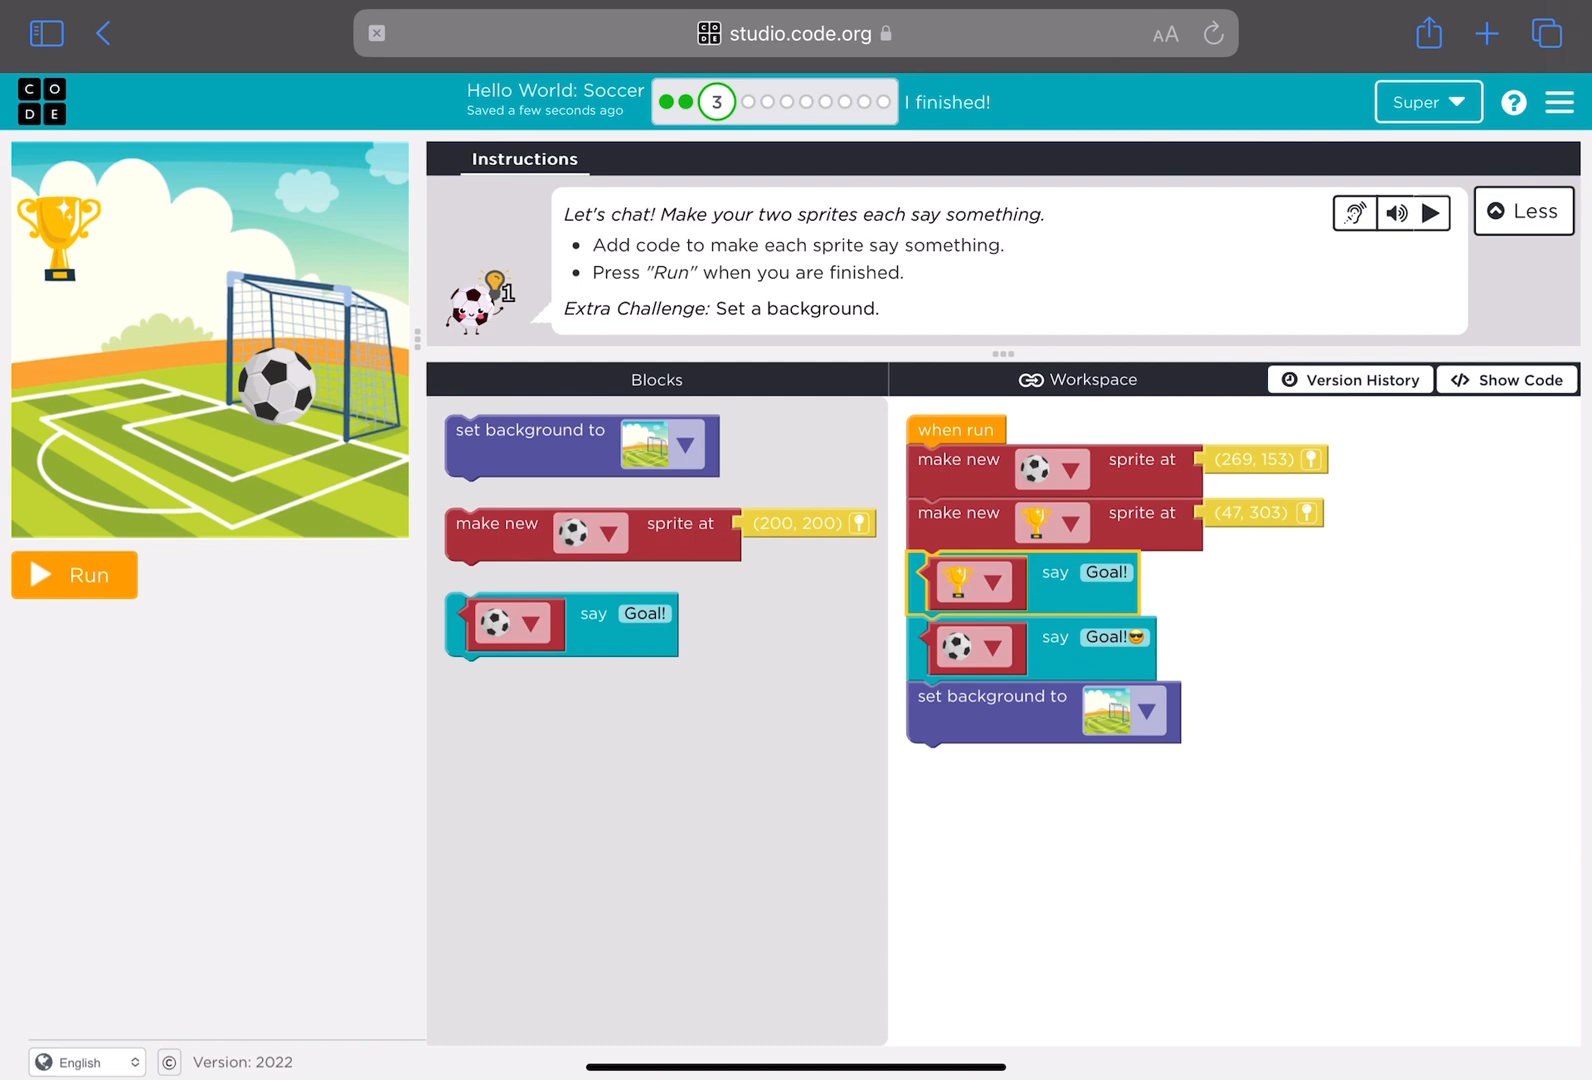 studio.code.org
AA
C O
D E
Hello World: Soccer
Saved a few seconds ago
3
I finished!
Super
?
Instructions
Let's chat! Make your two sprites each say something.
• Add code to make each sprite say something.
• Press "Run" when you are finished.
Extra Challenge: Set a background.
1
Less
Blocks
Workspace
Version History
Show Code
set background to
make new sprite at (200, 200)
say Goal!
when run
make new sprite at (269, 153)
make new sprite at (47, 303)
say Goal!
say Goal!😎
set background to
Run
English
© Version: 2022